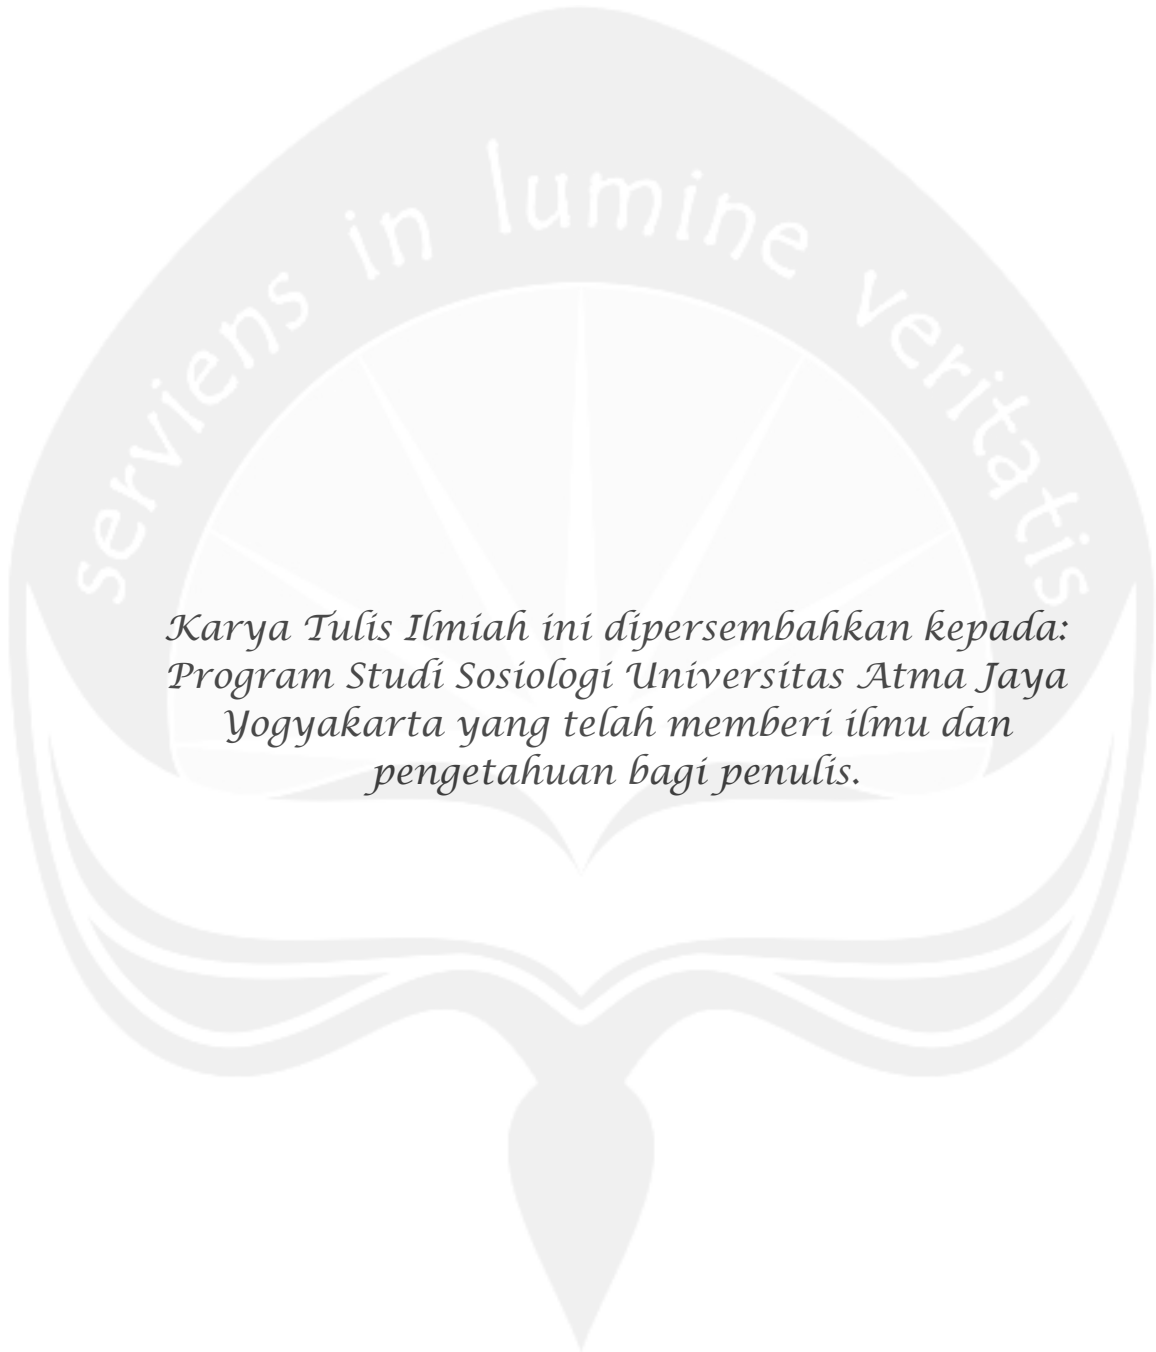 serviens in lumine veritatis
Karya Tulis Ilmiah ini dipersembahkan kepada:
Program Studi Sosiologi Universitas Atma Jaya
Yogyakarta yang telah memberi ilmu dan
pengetahuan bagi penulis.